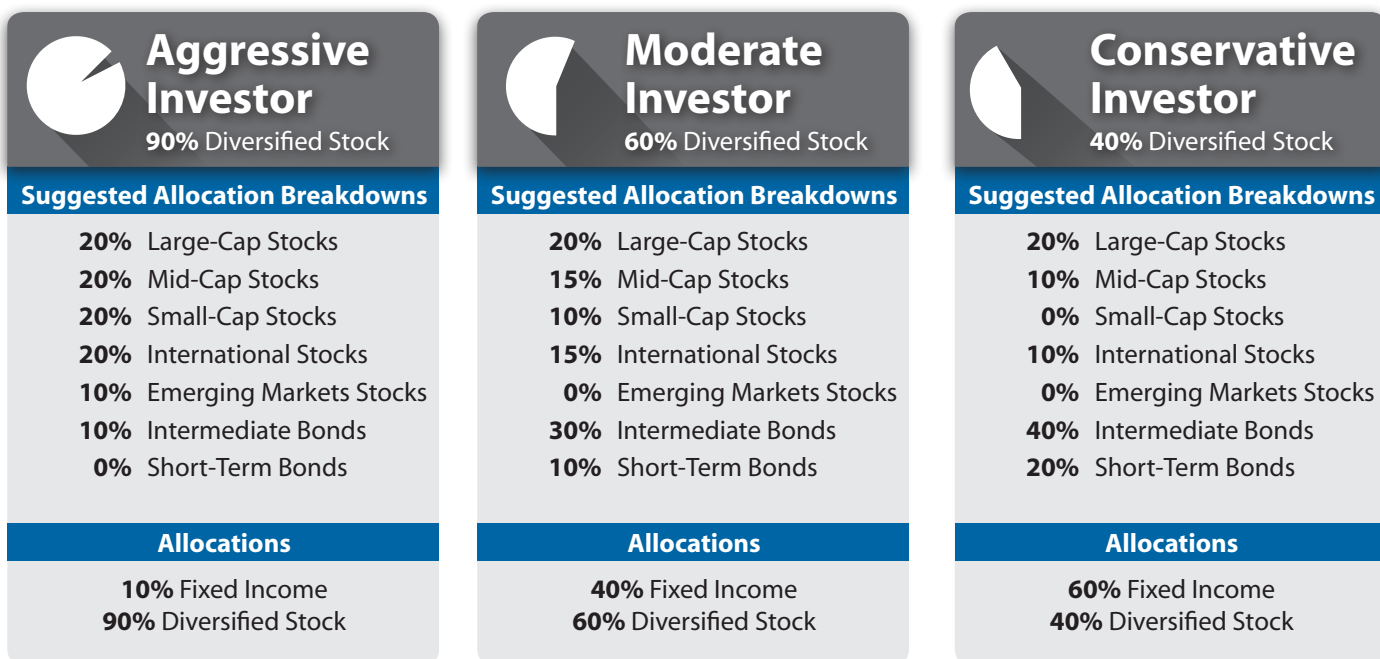 Aggressive
Investor
90% Diversified Stock
Suggested Allocation Breakdowns
20% Large-Cap Stocks
20% Mid-Cap Stocks
20% Small-Cap Stocks
20% International Stocks
10% Emerging Markets Stocks
10% Intermediate Bonds
0% Short-Term Bonds
Allocations
10% Fixed Income
90% Diversified Stock
Moderate
Investor
60% Diversified Stock
Suggested Allocation Breakdowns
20% Large-Cap Stocks
15% Mid-Cap Stocks
10% Small-Cap Stocks
15% International Stocks
0% Emerging Markets Stocks
30% Intermediate Bonds
10% Short-Term Bonds
Allocations
40% Fixed Income
60% Diversified Stock
Conservative
Investor
40% Diversified Stock
Suggested Allocation Breakdowns
20% Large-Cap Stocks
10% Mid-Cap Stocks
0% Small-Cap Stocks
10% International Stocks
0% Emerging Markets Stocks
40% Intermediate Bonds
20% Short-Term Bonds
Allocations
60% Fixed Income
40% Diversified Stock